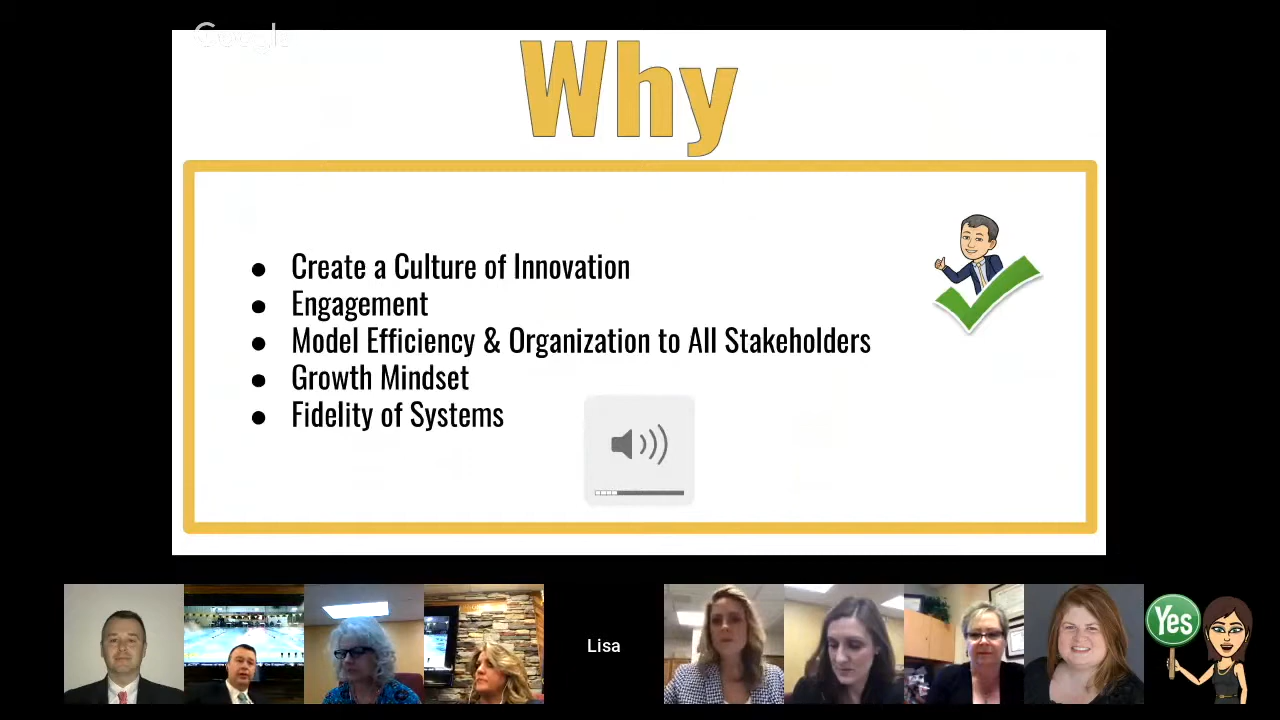 Google
Why
● Create a Culture of Innovation
● Engagement
● Model Efficiency & Organization to All Stakeholders
● Growth Mindset
● Fidelity of Systems
Lisa
Yes